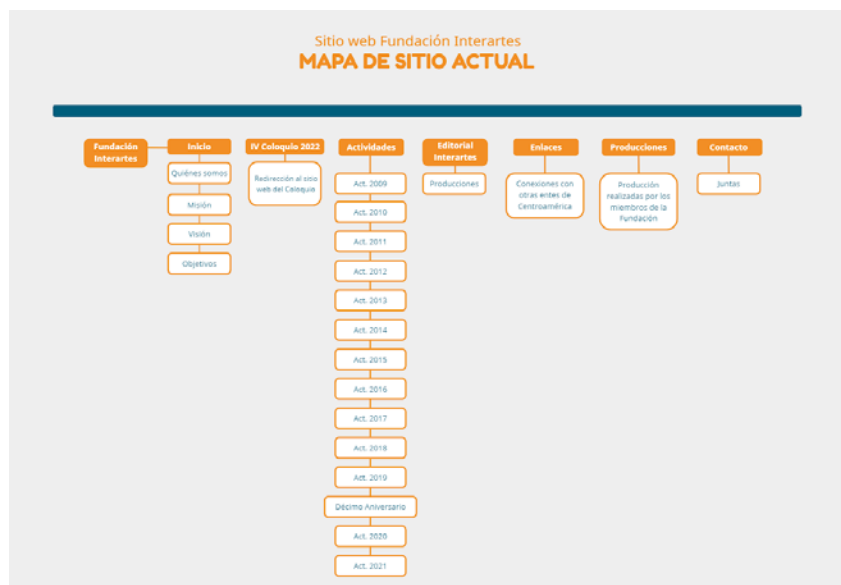 Sitio web Fundación Interartes
MAPA DE SITIO ACTUAL
Fundación
Interartes
Inicio
Quiénes somos
Misión
Visión
Objetivos
IV Coloquio 2022
Redirección al sitio
web del Coloquio
Actividades
Act. 2009
Act. 2010
Act. 2011
Act. 2012
Act. 2013
Act. 2014
Act. 2015
Act. 2016
Act. 2017
Act. 2018
Act. 2019
Décimo Aniversario
Act. 2020
Act. 2021
Editorial
Interartes
Producciones
Enlaces
Conexiones con
otras entes de
Centroamérica
Producciones
Producción
realizadas por los
miembros de la
Fundación
Contacto
Juntas